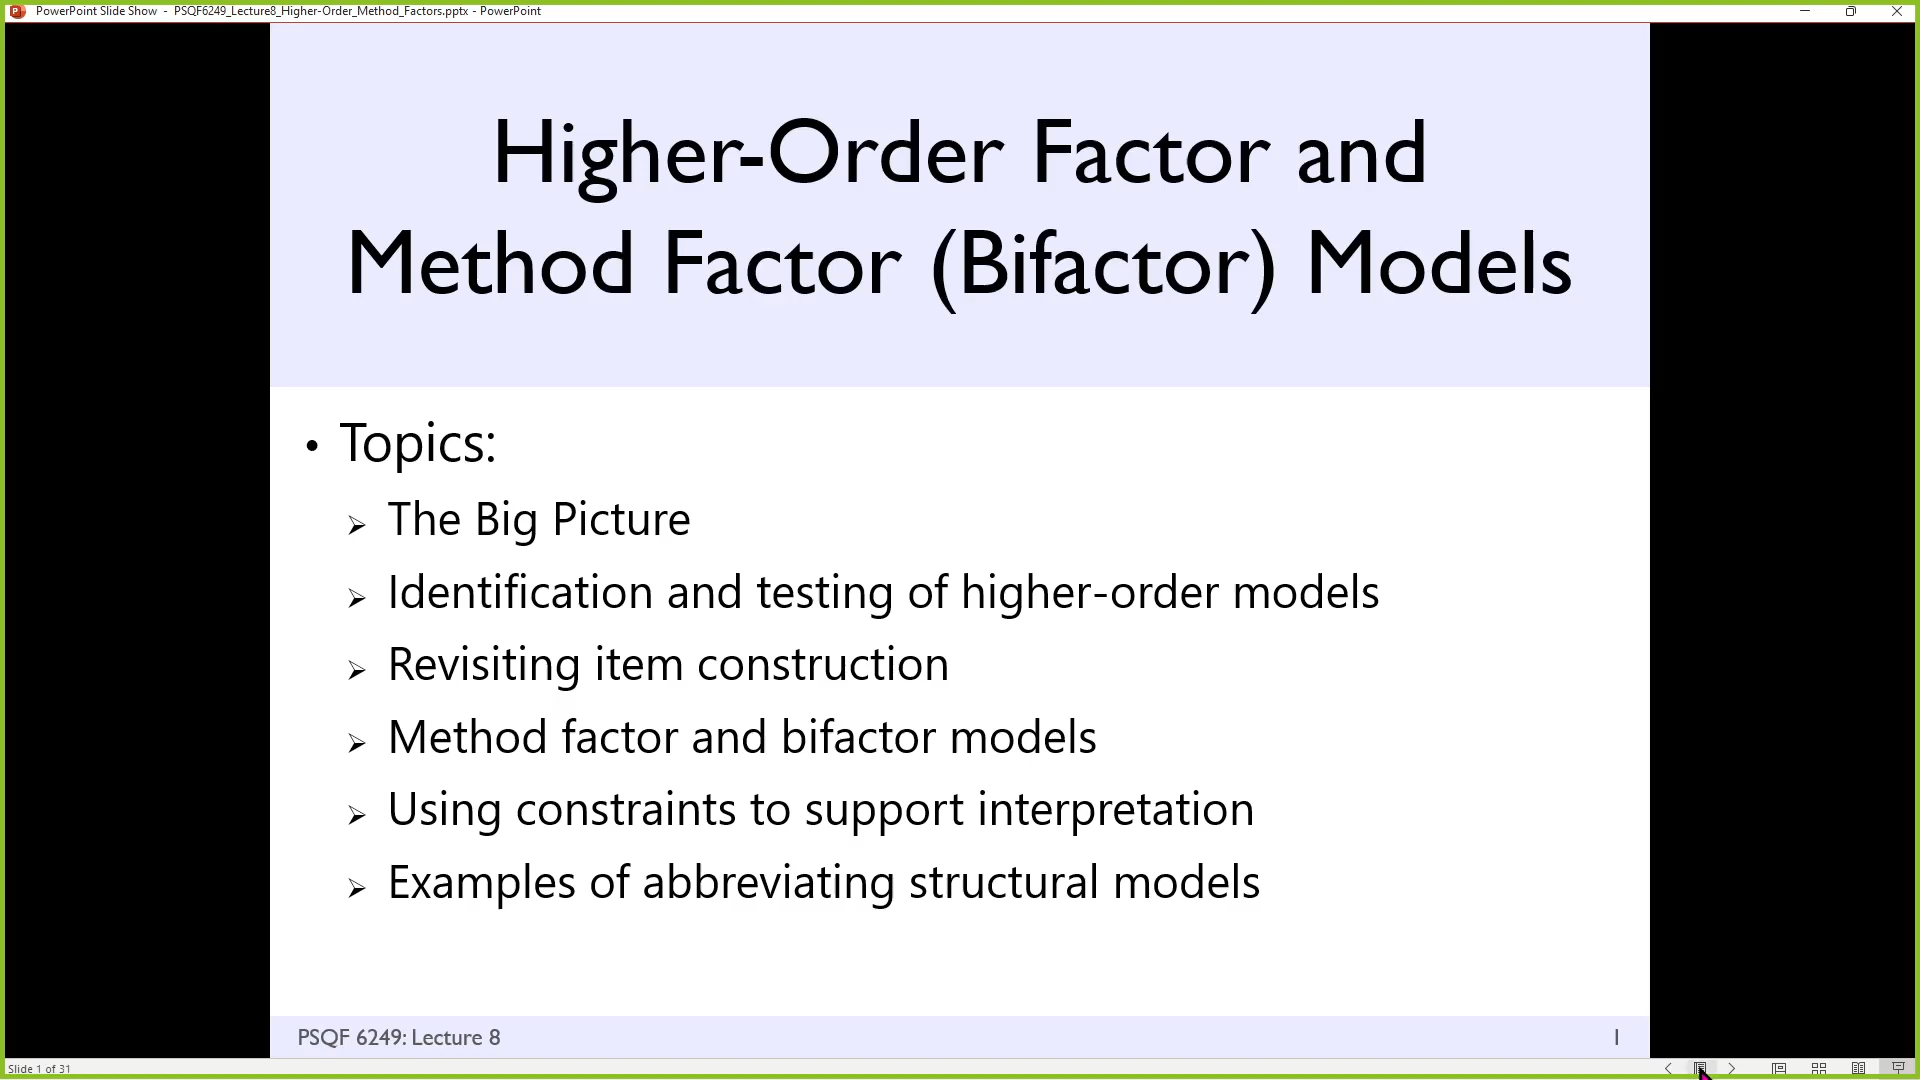 PowerPoint Slide Show - PSQF6249_Lecture8_Higher-Order_Method_Factors.pptx - PowerPoint
Higher-Order Factor and
Method Factor (Bifactor) Models
• Topics:
➢ The Big Picture
➢ Identification and testing of higher-order models
➢ Revisiting item construction
➢ Method factor and bifactor models
➢ Using constraints to support interpretation
➢ Examples of abbreviating structural models
PSQF 6249: Lecture 8
1
Slide 1 of 31